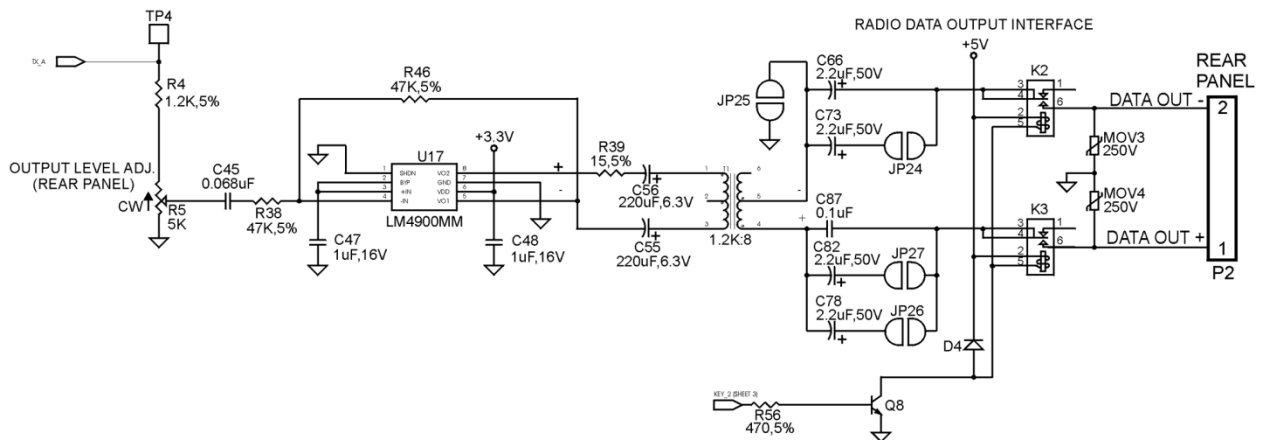 TP4
TX_A
R4
1.2K,5%
OUTPUT LEVEL ADJ.
(REAR PANEL)
CW
R5
5K
C45
0.068uF
R38
47K,5%
R46
47K,5%
+3.3V
U17
1 SHDN VO2 8
2 BYP GND 7
3 +IN VDD 6
4 -IN VO1 5
LM4900MM
C47
1uF,16V
C48
1uF,16V
+
-
R39
15,5%
C56
+
220uF,6.3V
C55
+
220uF,6.3V
T1
1 6
2 5
3 4
-
+
1.2K:8
JP25
RADIO DATA OUTPUT INTERFACE
+5V
C66
2.2uF,50V
+
C73
2.2uF,50V
+
JP24
C87
0.1uF
C82
2.2uF,50V
+
JP27
C78
2.2uF,50V
+
JP26
K2
3 1
4
6
2
5
K3
3 1
4
6
2
5
D4
KEY_2 (SHEET 3)
R56
470,5%
Q8
DATA OUT -
MOV3
250V
MOV4
250V
DATA OUT +
REAR
PANEL
2
1
P2